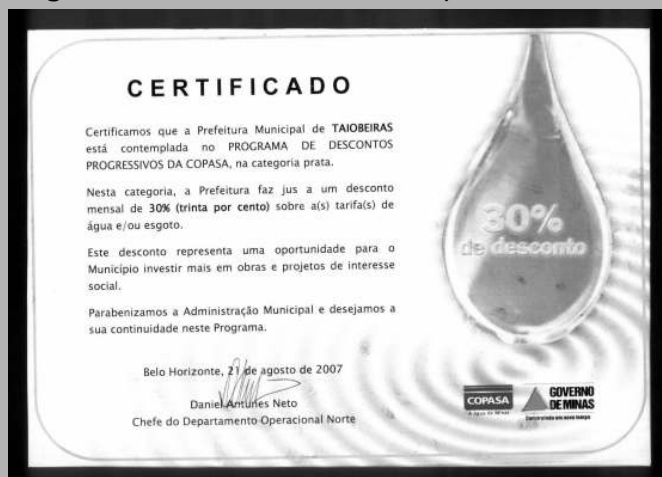 CERTIFICADO
Certificamos que a Prefeitura Municipal de TAIOBEIRAS
está contemplada no PROGRAMA DE DESCONTOS
PROGRESSIVOS DA COPASA, na categoria prata.
Nesta categoria, a Prefeitura faz jus a um desconto
mensal de 30% (trinta por cento) sobre a(s) tarifa(s) de
água e/ou esgoto.
Este desconto representa uma oportunidade para o
Município investir mais em obras e projetos de interesse
social.
Parabenizamos a Administração Municipal e desejamos a
sua continuidade neste Programa.
Belo Horizonte, 21 de agosto de 2007
Daniel Antunes Neto
Chefe do Departamento Operacional Norte
30%
de desconto
COPASA
A água de Minas
GOVERNO
DE MINAS